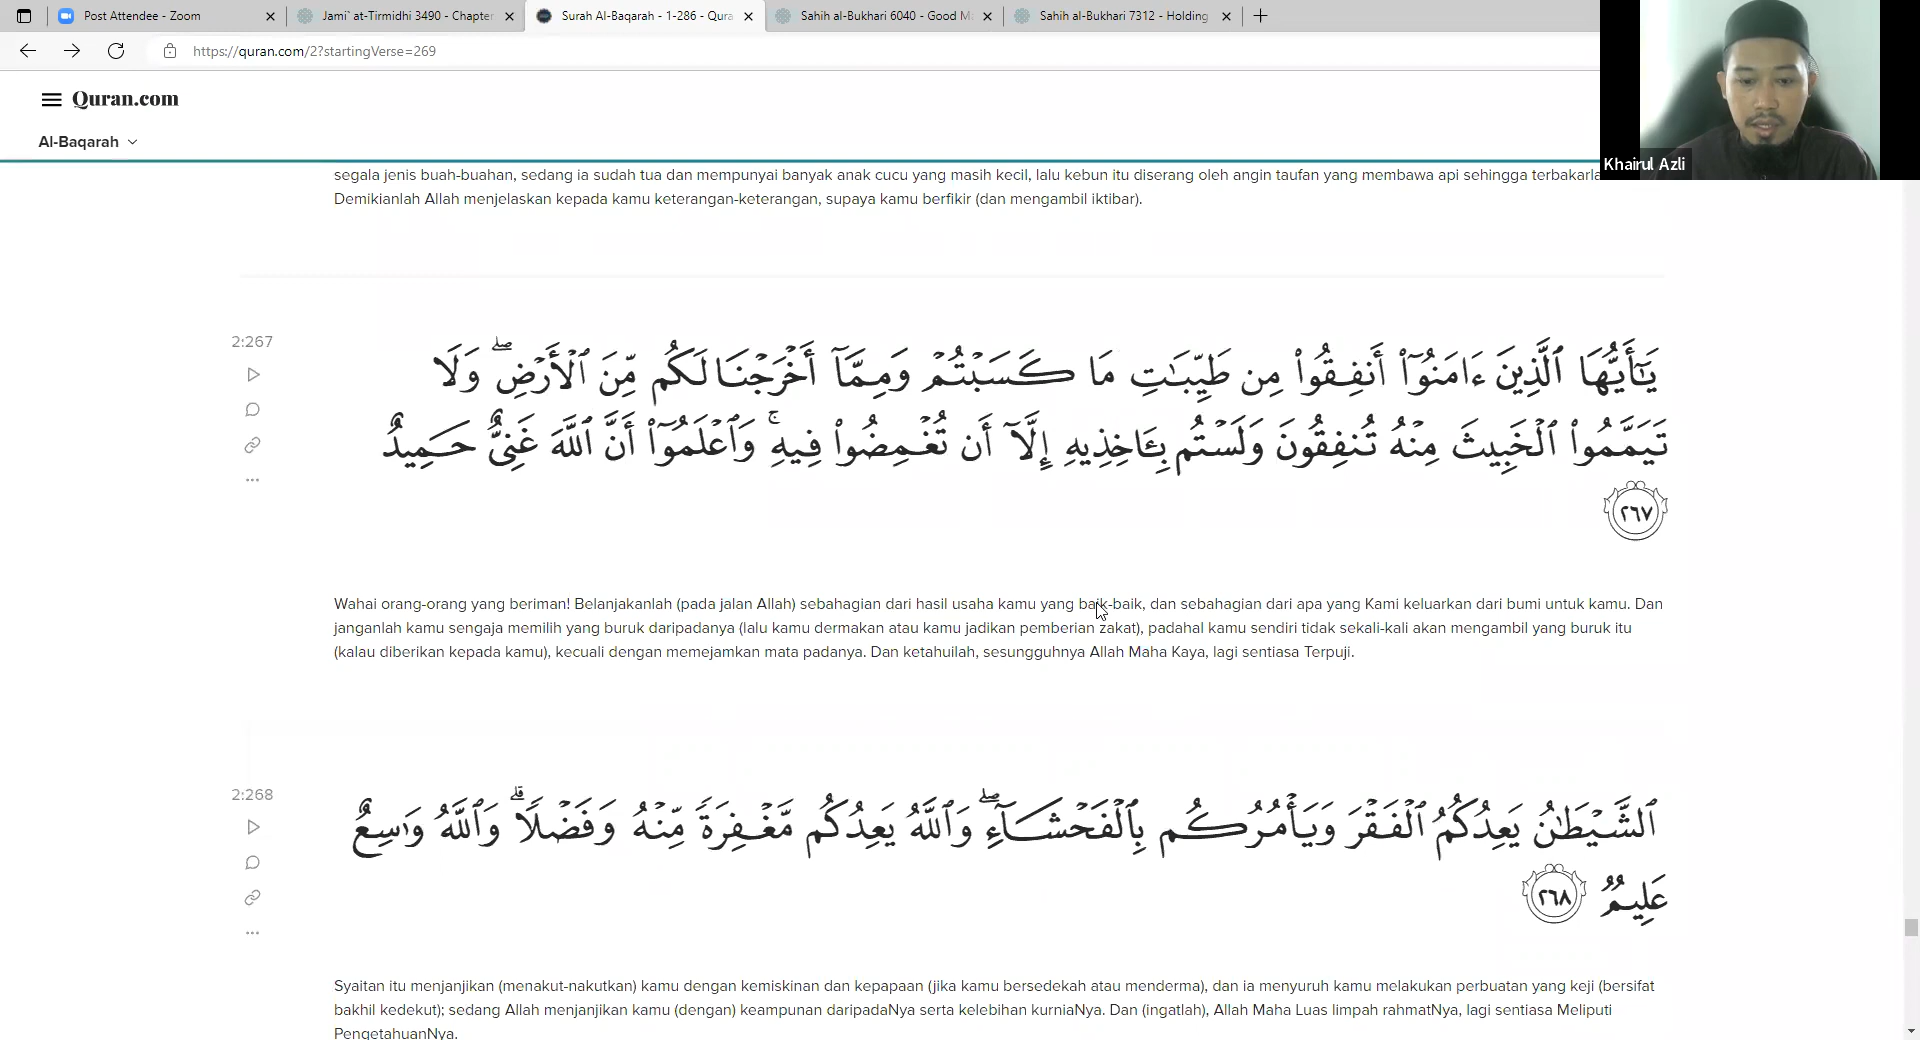 Post Attendee - Zoom
Jami` at-Tirmidhi 3490 - Chapter
Surah Al-Baqarah - 1-286 - Qura
Sahih al-Bukhari 6040 - Good M
Sahih al-Bukhari 7312 - Holding
https://quran.com/2?startingVerse=269
Quran.com
Al-Baqarah
Khairul Azli
segala jenis buah-buahan, sedang ia sudah tua dan mempunyai banyak anak cucu yang masih kecil, lalu kebun itu diserang oleh angin taufan yang membawa api sehingga terbakarla
Demikianlah Allah menjelaskan kepada kamu keterangan-keterangan, supaya kamu berfikir (dan mengambil iktibar).
2:267
يَـٰٓأَيُّهَا ٱلَّذِينَ ءَامَنُوٓا۟ أَنفِقُوا۟ مِن طَيِّبَـٰتِ مَا كَسَبْتُمْ وَمِمَّآ أَخْرَجْنَا لَكُم مِّنَ ٱلْأَرْضِ ۖ وَلَا
تَيَمَّمُوا۟ ٱلْخَبِيثَ مِنْهُ تُنفِقُونَ وَلَسْتُم بِـَٔاخِذِيهِ إِلَّآ أَن تُغْمِضُوا۟ فِيهِ ۚ وَٱعْلَمُوٓا۟ أَنَّ ٱللَّهَ غَنِىٌّ حَمِيدٌ
٢٦٧
Wahai orang-orang yang beriman! Belanjakanlah (pada jalan Allah) sebahagian dari hasil usaha kamu yang baik-baik, dan sebahagian dari apa yang Kami keluarkan dari bumi untuk kamu. Dan
janganlah kamu sengaja memilih yang buruk daripadanya (lalu kamu dermakan atau kamu jadikan pemberian zakat), padahal kamu sendiri tidak sekali-kali akan mengambil yang buruk itu
(kalau diberikan kepada kamu), kecuali dengan memejamkan mata padanya. Dan ketahuilah, sesungguhnya Allah Maha Kaya, lagi sentiasa Terpuji.
2:268
ٱلشَّيْطَـٰنُ يَعِدُكُمُ ٱلْفَقْرَ وَيَأْمُرُكُم بِٱلْفَحْشَآءِ ۖ وَٱللَّهُ يَعِدُكُم مَّغْفِرَةً مِّنْهُ وَفَضْلًا ۗ وَٱللَّهُ وَٰسِعٌ
عَلِيمٌ ٢٦٨
Syaitan itu menjanjikan (menakut-nakutkan) kamu dengan kemiskinan dan kepapaan (jika kamu bersedekah atau menderma), dan ia menyuruh kamu melakukan perbuatan yang keji (bersifat
bakhil kedekut); sedang Allah menjanjikan kamu (dengan) keampunan daripadaNya serta kelebihan kurniaNya. Dan (ingatlah), Allah Maha Luas limpah rahmatNya, lagi sentiasa Meliputi
PengetahuanNya.